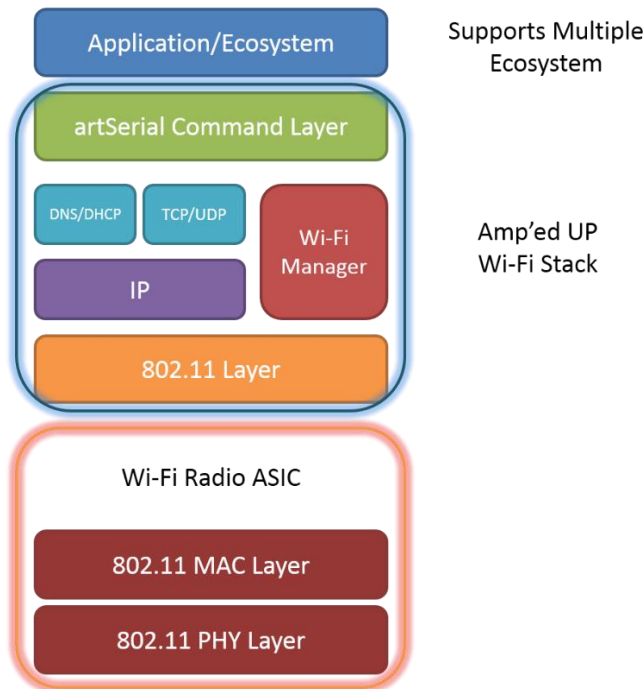 Application/Ecosystem
Supports Multiple
Ecosystem
artSerial Command Layer
DNS/DHCP
TCP/UDP
Wi-Fi
Manager
IP
Amp’ed UP
Wi-Fi Stack
802.11 Layer
Wi-Fi Radio ASIC
802.11 MAC Layer
802.11 PHY Layer